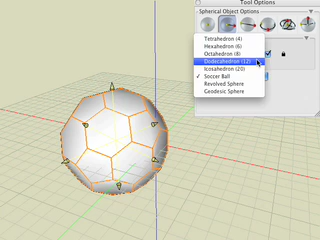 Tool Options
Spherical Object Options
Tetrahedron (4)
Hexahedron (6)
Octahedron (8)
Dodecahedron (12)
Icosahedron (20)
✓ Soccer Ball
Revolved Sphere
Geodesic Sphere